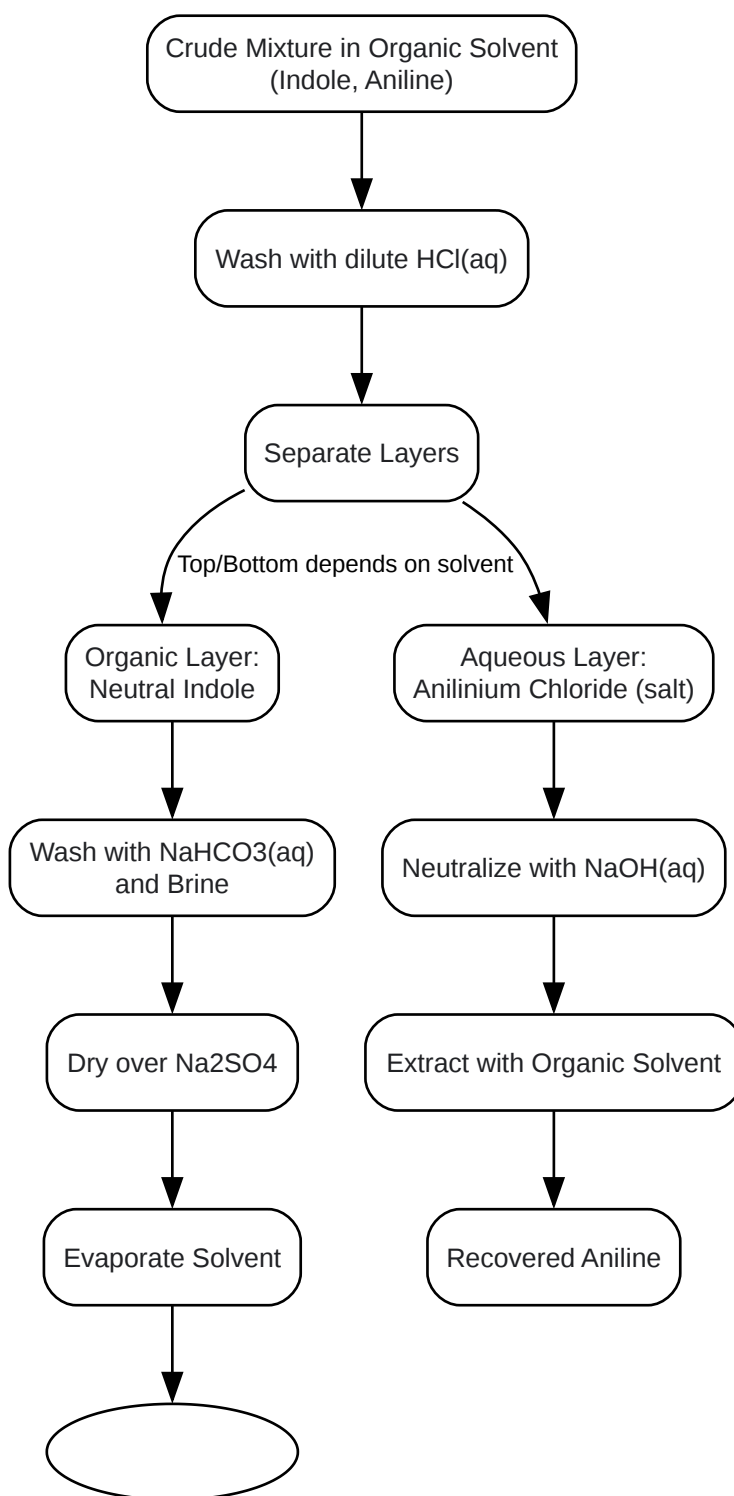 Crude Mixture in Organic Solvent
(Indole, Aniline)
Wash with dilute HCl(aq)
Separate Layers
Top/Bottom depends on solvent
Organic Layer:
Neutral Indole
Aqueous Layer:
Anilinium Chloride (salt)
Wash with NaHCO3(aq)
and Brine
Neutralize with NaOH(aq)
Dry over Na2SO4
Extract with Organic Solvent
Evaporate Solvent
Recovered Aniline